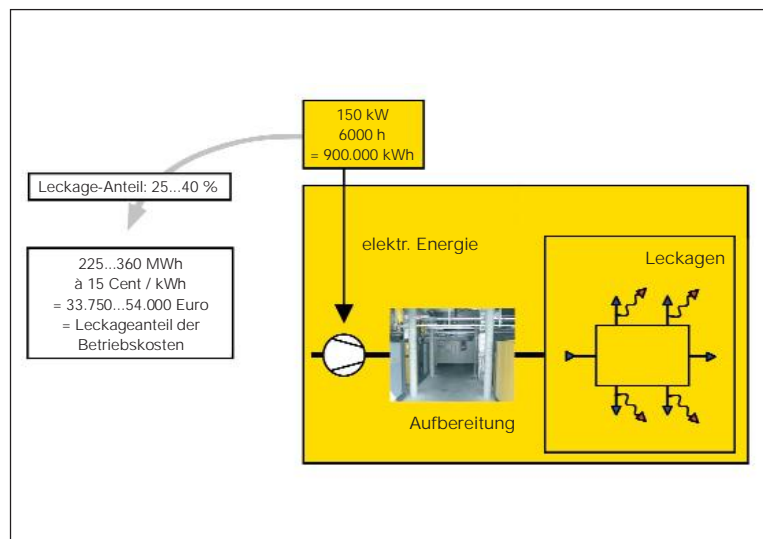 150 kW
6000 h
= 900.000 kWh
Leckage-Anteil: 25...40 %
elektr. Energie
Leckagen
225...360 MWh
à 15 Cent / kWh
= 33.750...54.000 Euro
= Leckageanteil der
Betriebskosten
Aufbereitung